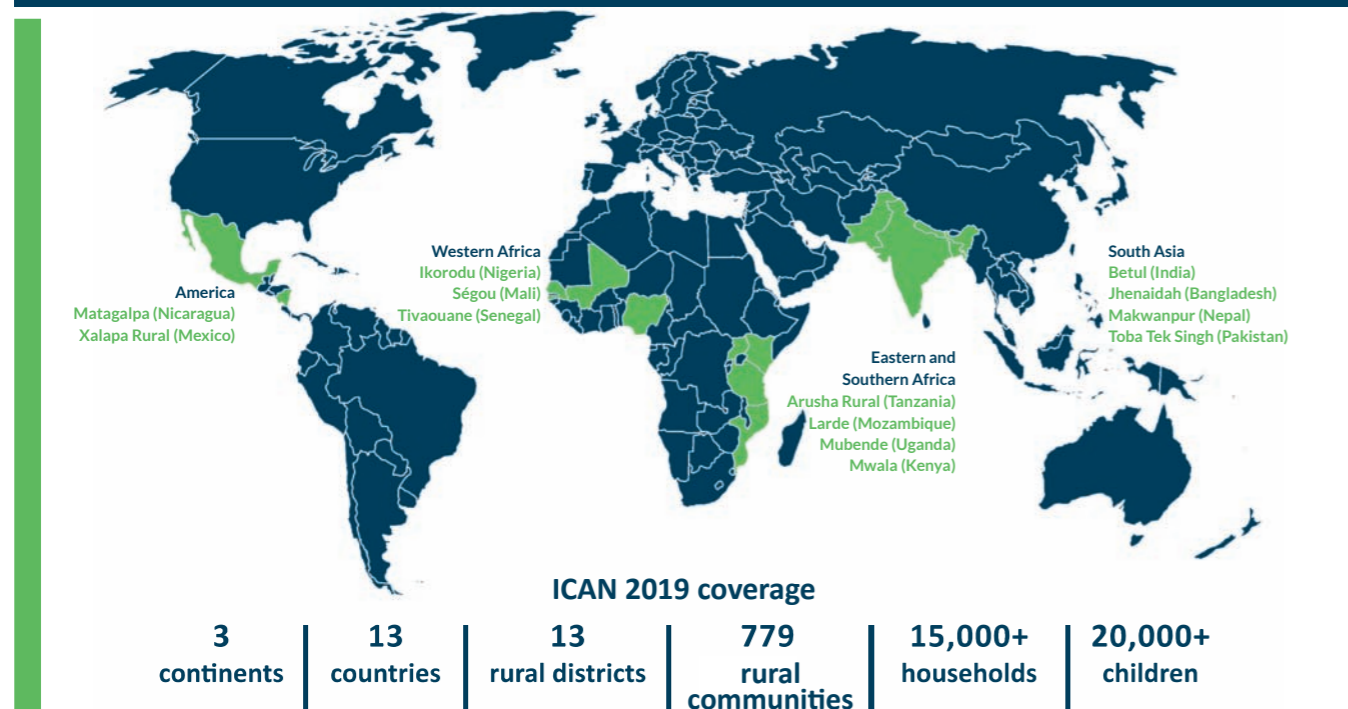 America
Matagalpa (Nicaragua)
Xalapa Rural (Mexico)
Western Africa
Ikorodu (Nigeria)
Ségou (Mali)
Tivaouane (Senegal)
Eastern and
Southern Africa
Arusha Rural (Tanzania)
Larde (Mozambique)
Mubende (Uganda)
Mwala (Kenya)
South Asia
Betul (India)
Jhenaidah (Bangladesh)
Makwanpur (Nepal)
Toba Tek Singh (Pakistan)
ICAN 2019 coverage
3
continents
13
countries
13
rural districts
779
rural
communities
15,000+
households
20,000+
children